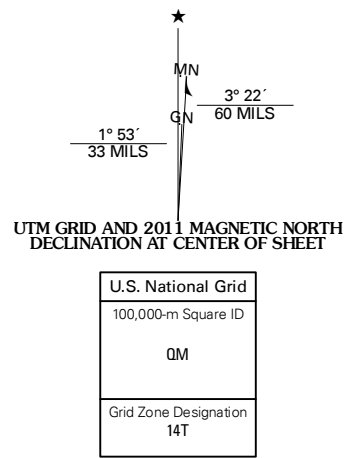 MN
3° 22´
60 MILS
GN
1° 53´
33 MILS
UTM GRID AND 2011 MAGNETIC NORTH
DECLINATION AT CENTER OF SHEET
U.S. National Grid
100,000-m Square ID
QM
Grid Zone Designation
14T